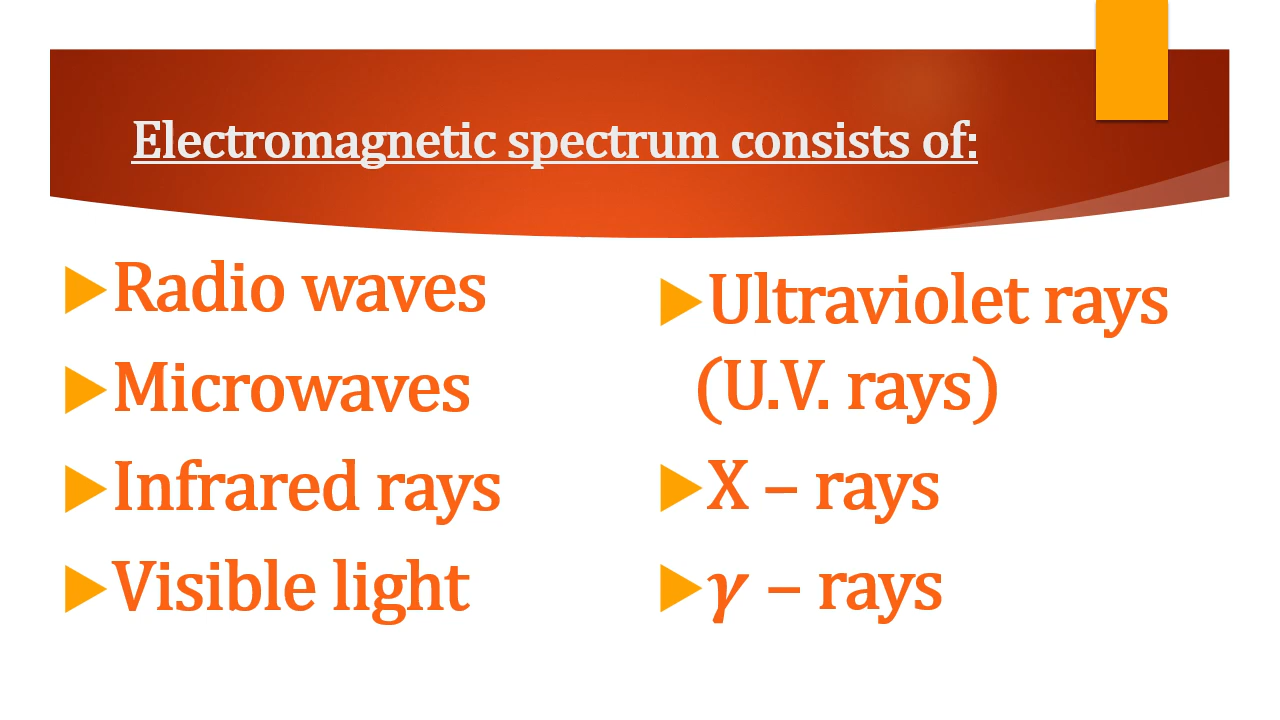 Electromagnetic spectrum consists of:
Radio waves
Microwaves
Infrared rays
Visible light
Ultraviolet rays
(U.V. rays)
X – rays
γ – rays